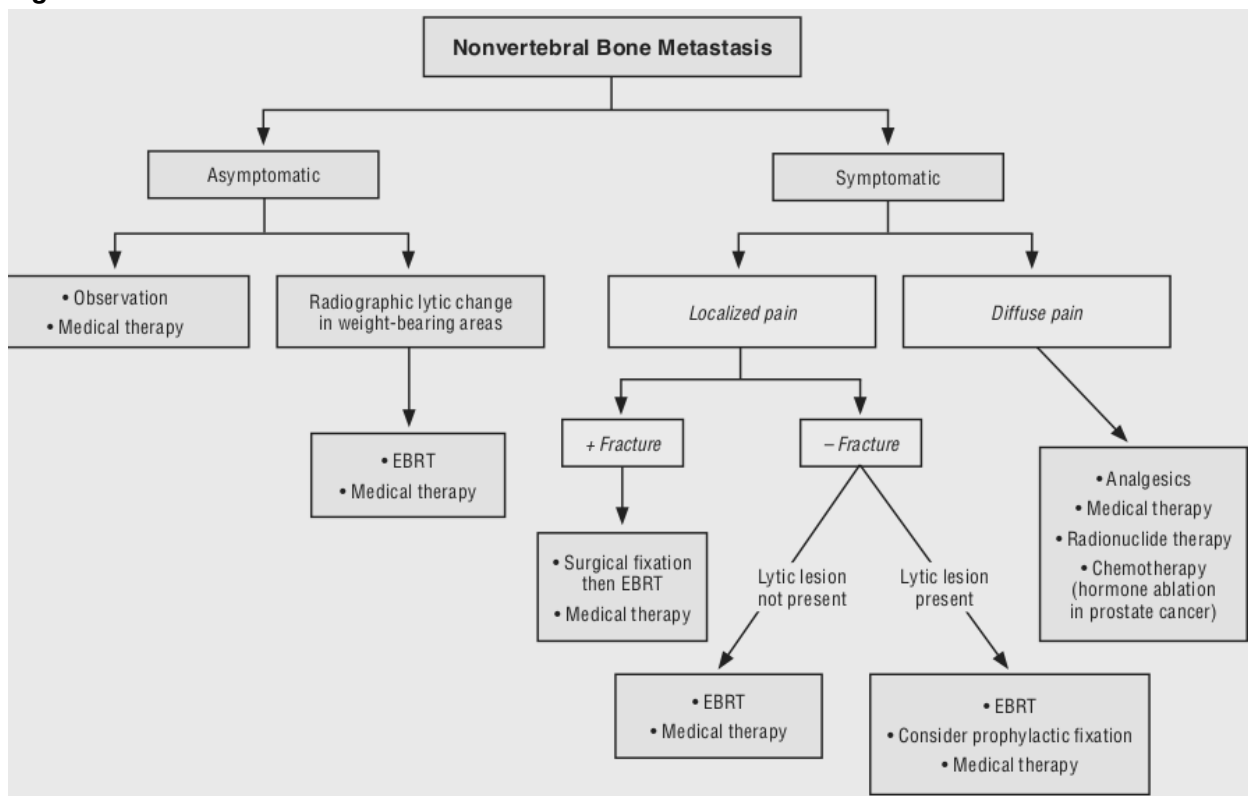 Nonvertebral Bone Metastasis
Asymptomatic
Symptomatic
• Observation
• Medical therapy
Radiographic lytic change
in weight-bearing areas
Localized pain
Diffuse pain
• EBRT
• Medical therapy
+ Fracture
– Fracture
• Analgesics
• Medical therapy
• Radionuclide therapy
• Chemotherapy
(hormone ablation
in prostate cancer)
• Surgical fixation
then EBRT
• Medical therapy
Lytic lesion
not present
Lytic lesion
present
• EBRT
• Medical therapy
• EBRT
• Consider prophylactic fixation
• Medical therapy